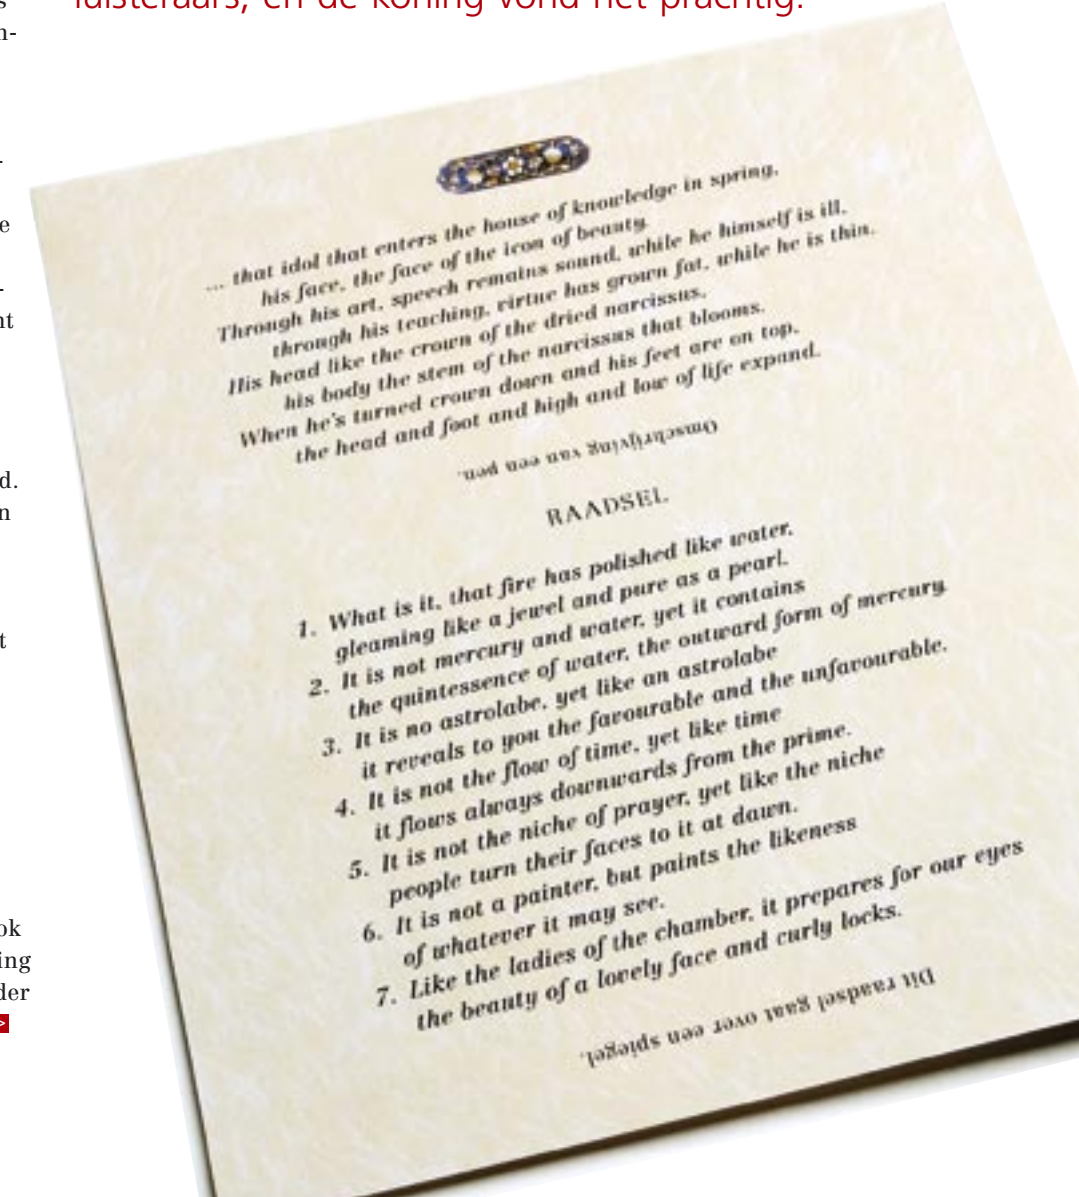 luisteraars, en de koning vond het prachtig.
... that idol that enters the house of knowledge in spring,
his face, the face of the icon of beauty.
Through his art, speech remains sound, while he himself is ill,
through his teaching, virtue has grown fat, while he is thin.
His head like the crown of the dried narcissus,
his body the stem of the narcissus that blooms.
When he's turned crown down and his feet are on top,
the head and foot and high and low of life expand.
Omschrijving van een pen.
RAADSEL
1. What is it, that fire has polished like water,
gleaming like a jewel and pure as a pearl.
2. It is not mercury and water, yet it contains
the quintessence of water, the outward form of mercury.
3. It is no astrolabe, yet like an astrolabe
it reveals to you the favourable and the unfavourable.
4. It is not the flow of time, yet like time
it flows always downwards from the prime.
5. It is not the niche of prayer, yet like the niche
people turn their faces to it at dawn.
6. It is not a painter, but paints the likeness
of whatever it may see.
7. Like the ladies of the chamber, it prepares for our eyes
the beauty of a lovely face and curly locks.
Dit raadsel gaat over een spiegel.